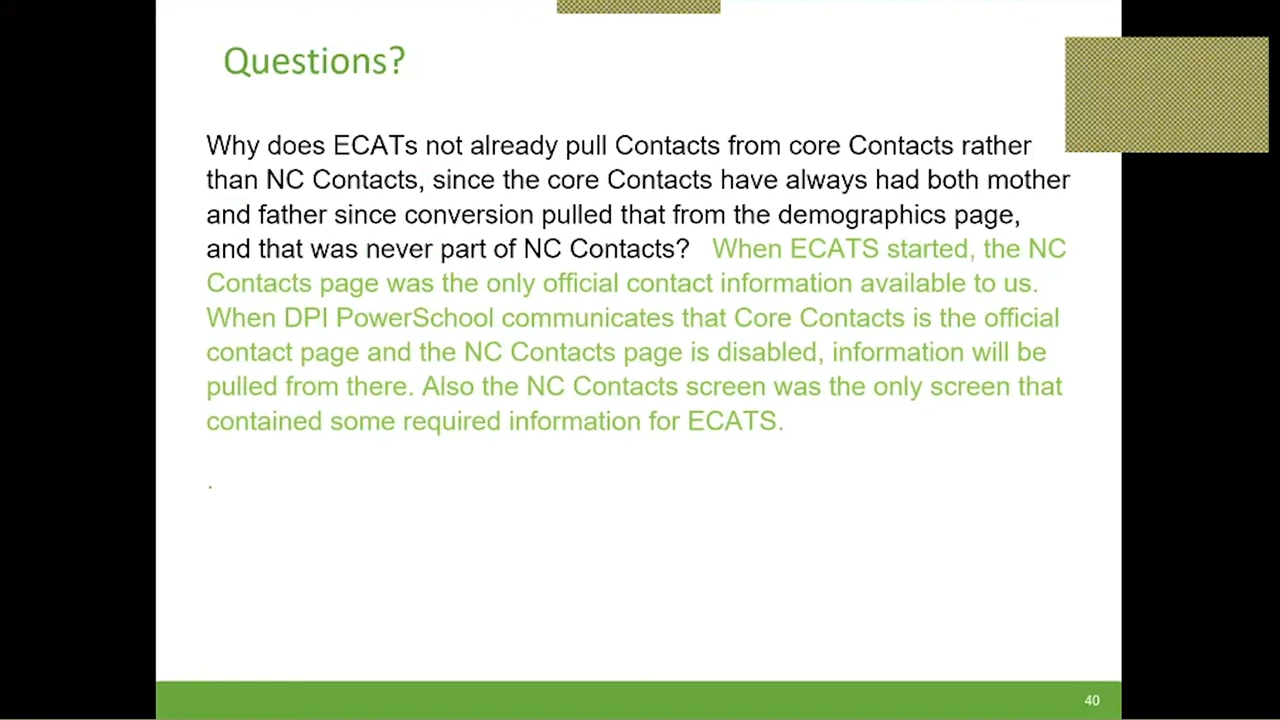 Questions?
Why does ECATs not already pull Contacts from core Contacts rather
than NC Contacts, since the core Contacts have always had both mother
and father since conversion pulled that from the demographics page,
and that was never part of NC Contacts? When ECATS started, the NC
Contacts page was the only official contact information available to us.
When DPI PowerSchool communicates that Core Contacts is the official
contact page and the NC Contacts page is disabled, information will be
pulled from there. Also the NC Contacts screen was the only screen that
contained some required information for ECATS.
.
40